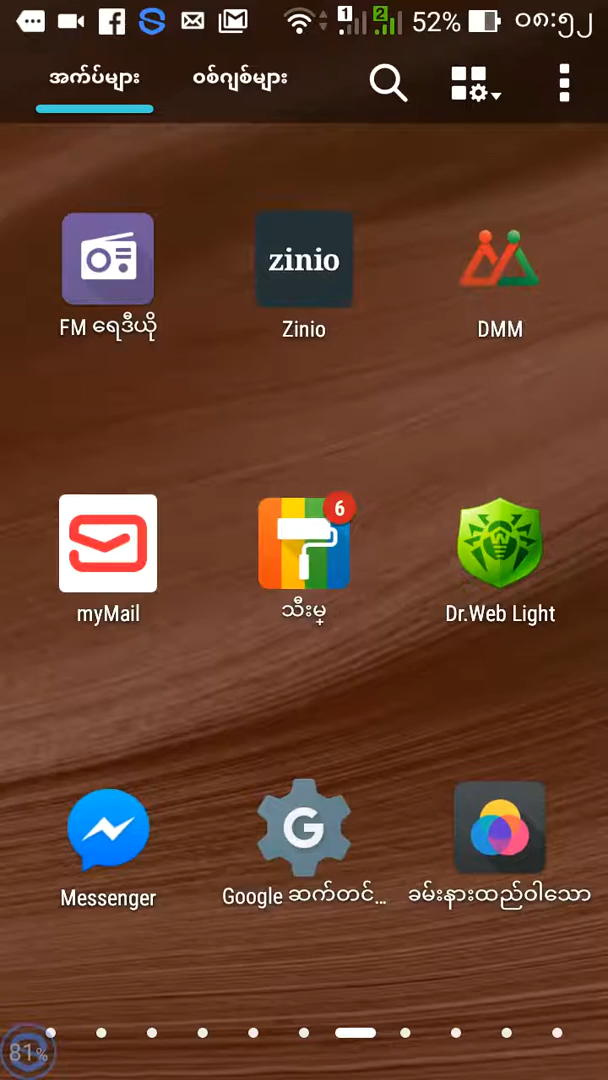 1 2 52% ၀၈:၅၂
အက်ပ်များ ဝစ်ဂျစ်များ
zinio
FM ရေဒီယို Zinio DMM
6
myMail သီးမ္ Dr.Web Light
G
Messenger Google ဆက်တင်... ခမ်းနားထည်ဝါသော
81%